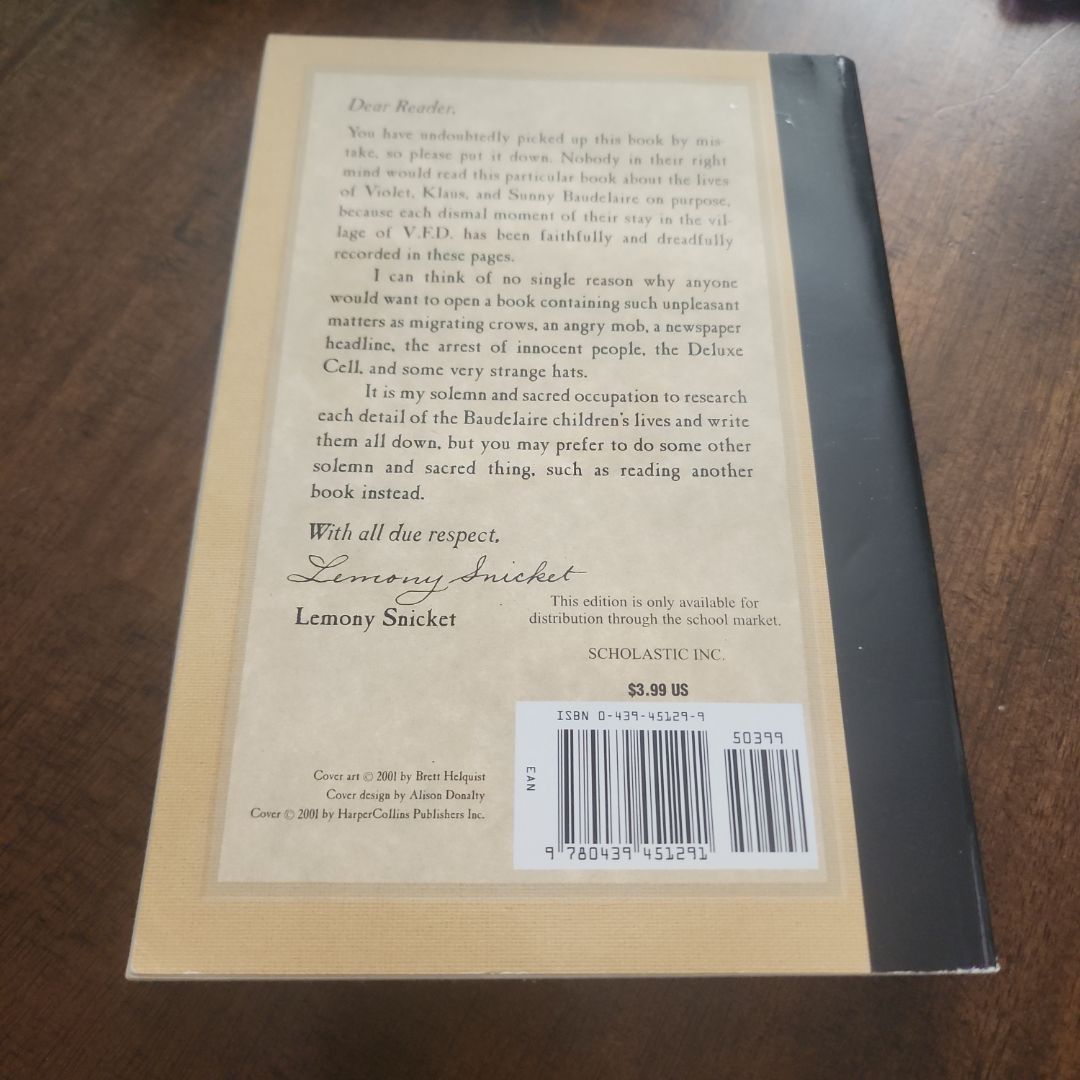 Dear Reader,
You have undoubtedly picked up this book by mis-
take, so please put it down. Nobody in their right
mind would read this particular book about the lives
of Violet, Klaus, and Sunny Baudelaire on purpose,
because each dismal moment of their stay in the vil-
lage of V.F.D. has been faithfully and dreadfully
recorded in these pages.
I can think of no single reason why anyone
would want to open a book containing such unpleasant
matters as migrating crows, an angry mob, a newspaper
headline, the arrest of innocent people, the Deluxe
Cell, and some very strange hats.
It is my solemn and sacred occupation to research
each detail of the Baudelaire children's lives and write
them all down, but you may prefer to do some other
solemn and sacred thing, such as reading another
book instead.
With all due respect,
Lemony Snicket
Lemony Snicket
This edition is only available for
distribution through the school market.
SCHOLASTIC INC.
$3.99 US
ISBN 0-439-45129-9
50399
EAN
9 780439 451291
Cover art © 2001 by Brett Helquist
Cover design by Alison Donalty
Cover © 2001 by HarperCollins Publishers Inc.